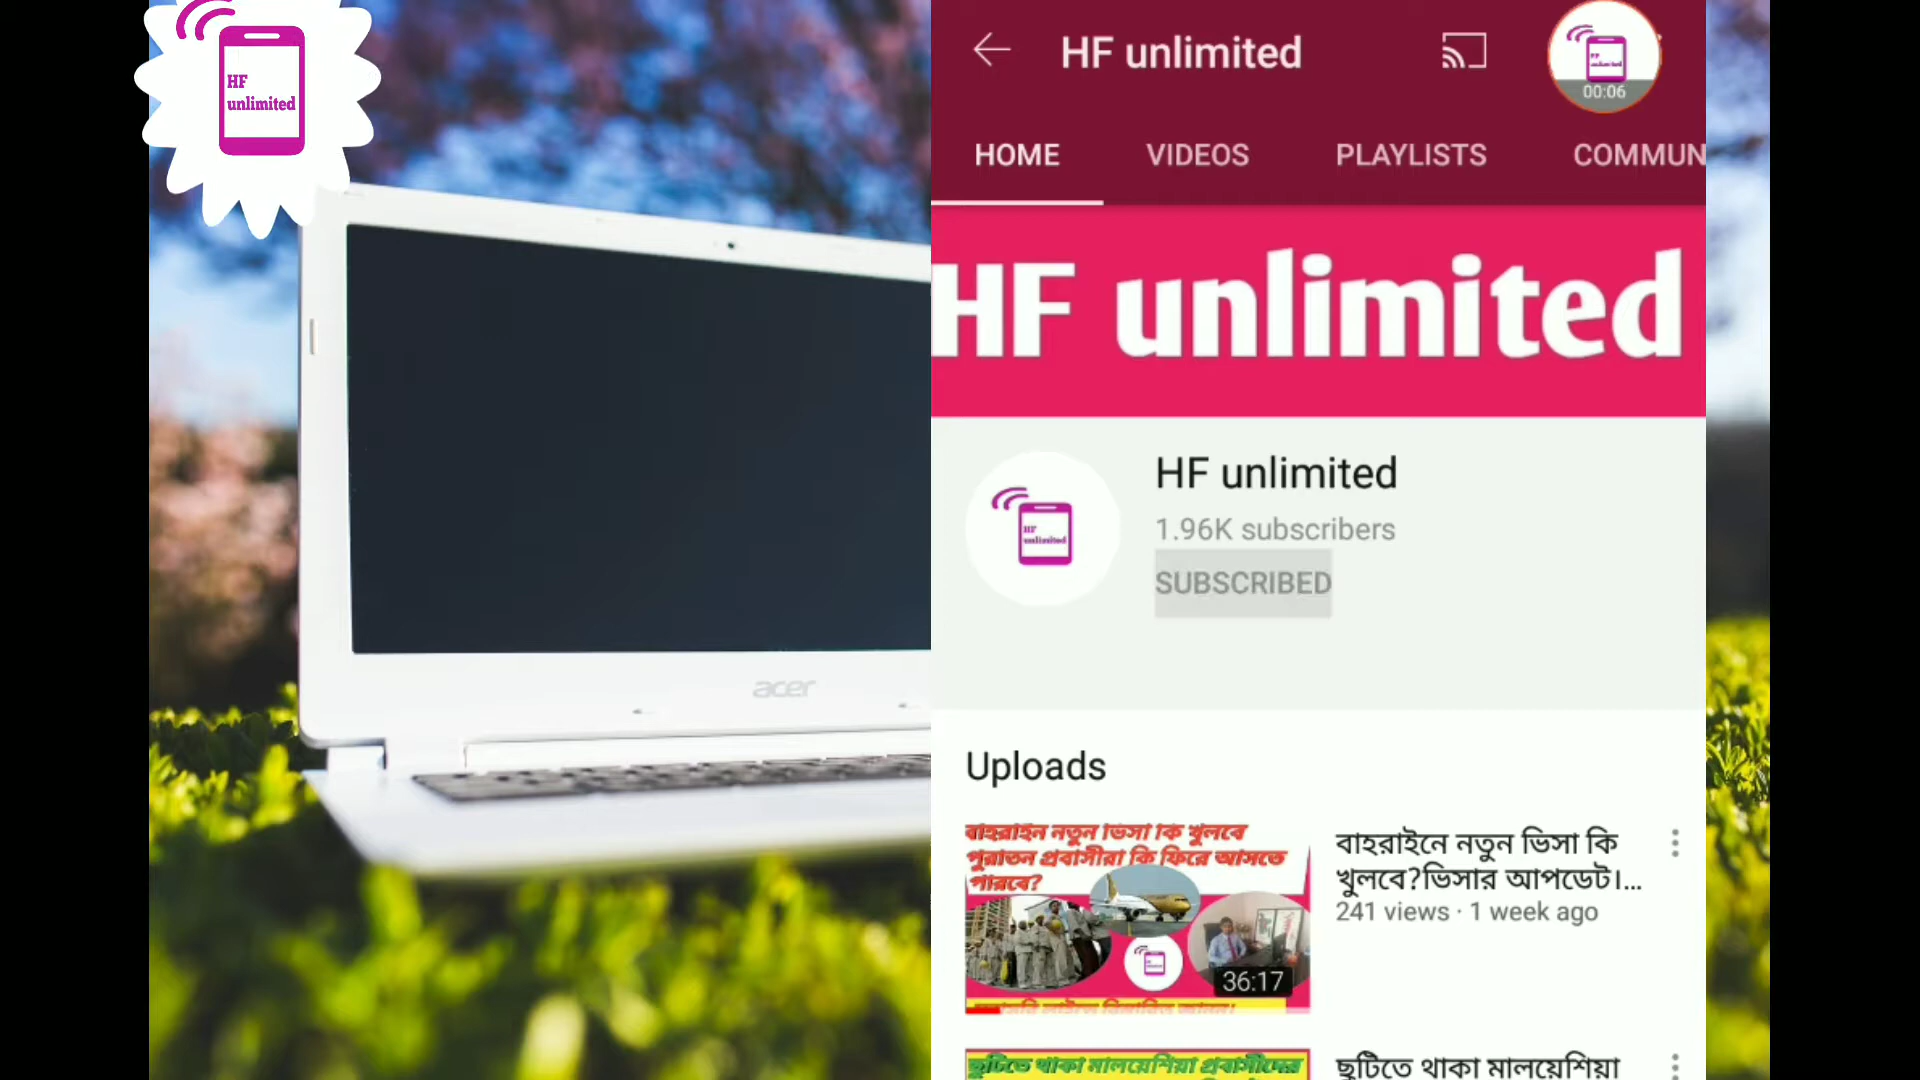 HF
unlimited
HF unlimited
00:06
HOME
VIDEOS
PLAYLISTS
COMMUN
HF unlimited
HF unlimited
1.96K subscribers
SUBSCRIBED
acer
Uploads
বাহরাইন নতুন ভিসা কি খুলবে
পুরাতন প্রবাসীরা কি ফিরে আসতে
পারবে?
36:17
বাহরাইনে নতুন ভিসা কি
খুলবে?ভিসার আপডেট।...
241 views · 1 week ago
ছুটিতে থাকা মালয়েশিয়া প্রবাসীদের
ছুটিতে থাকা মালয়েশিয়া